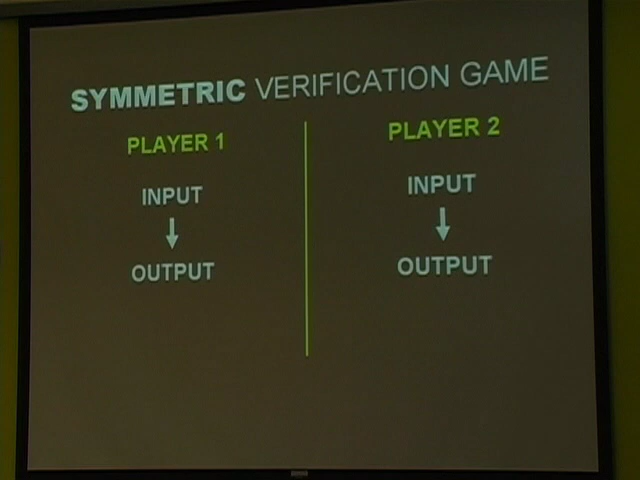 SYMMETRIC VERIFICATION GAME
PLAYER 1
INPUT
OUTPUT
PLAYER 2
INPUT
OUTPUT